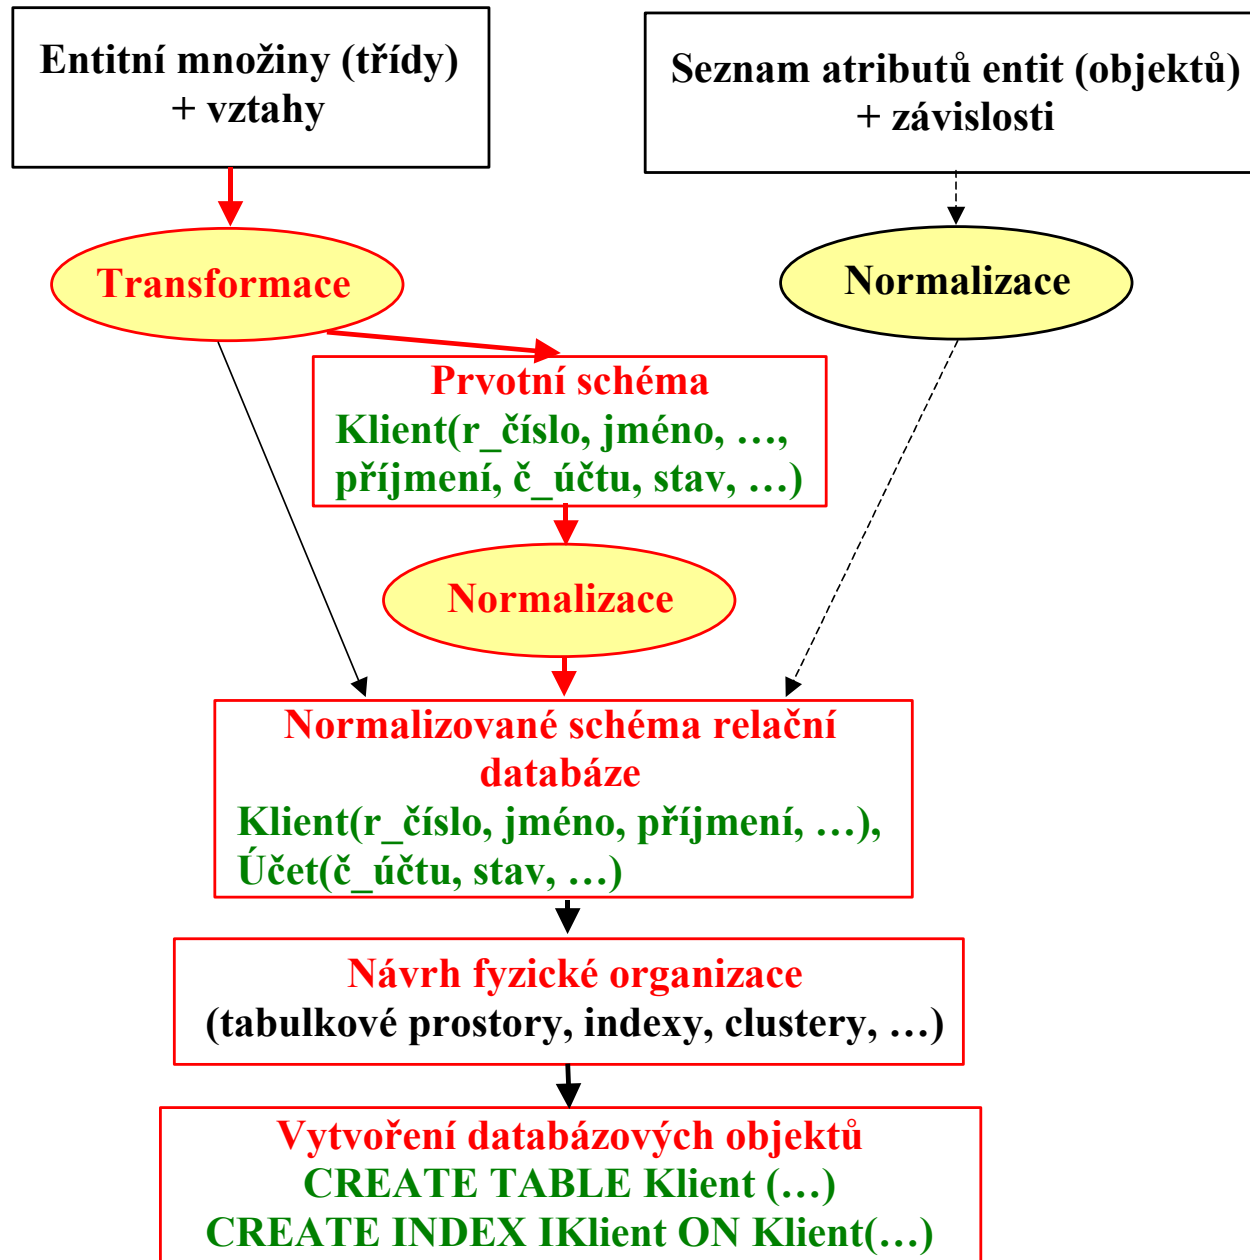 Entitní množiny (třídy)
+ vztahy
Seznam atributů entit (objektů)
+ závislosti
Transformace
Normalizace
Prvotní schéma
Klient(r_číslo, jméno, …,
příjmení, č_účtu, stav, …)
Normalizace
Normalizované schéma relační
databáze
Klient(r_číslo, jméno, příjmení, …),
Účet(č_účtu, stav, …)
Návrh fyzické organizace
(tabulkové prostory, indexy, clustery, …)
Vytvoření databázových objektů
CREATE TABLE Klient (…)
CREATE INDEX IKlient ON Klient(…)